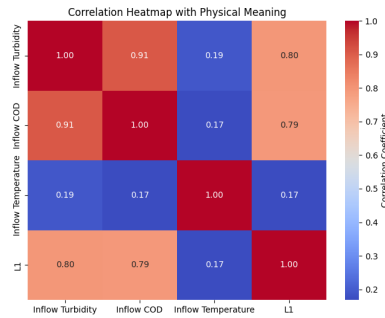 Correlation Heatmap with Physical Meaning
Inflow Turbidity
1.00 0.91 0.19 0.80
Inflow COD
0.91 1.00 0.17 0.79
Inflow Temperature
0.19 0.17 1.00 0.17
L1
0.80 0.79 0.17 1.00
Inflow Turbidity Inflow COD Inflow Temperature L1
1.0
0.9
0.8
0.7
0.6
0.5
0.4
0.3
0.2
Correlation Coefficient